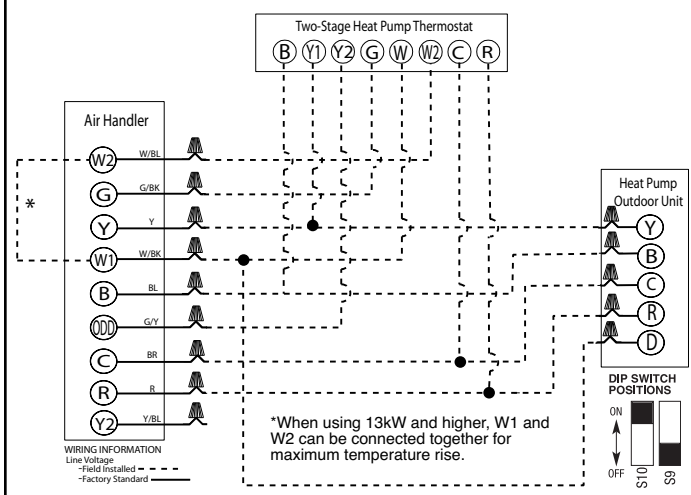 Two-Stage Heat Pump Thermostat
B Y1 Y2 G W W2 C R
Air Handler
W2 W/BL
G G/BK
Y Y
W1 W/BK
B BL
ODD G/Y
C BR
R R
Y2 Y/BL
*
WIRING INFORMATION
Line Voltage
-Field Installed
-Factory Standard
*When using 13kW and higher, W1 and
W2 can be connected together for
maximum temperature rise.
Heat Pump
Outdoor Unit
Y
B
C
R
D
DIP SWITCH
POSITIONS
ON
OFF
S10
S9